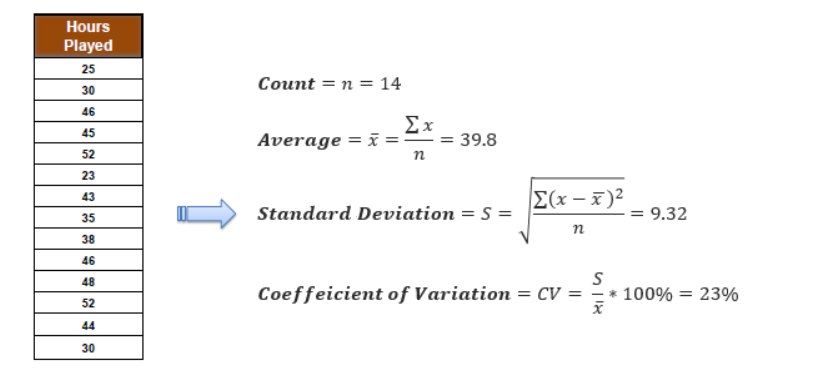 Hours
Played
25
30
46
45
52
23
43
35
38
46
48
52
44
30
Count = n = 14
Average = x̄ = ∑x / n = 39.8
Standard Deviation = S = √(∑(x − x̄)² / n) = 9.32
Coeffeicient of Variation = CV = S / x̄ * 100% = 23%